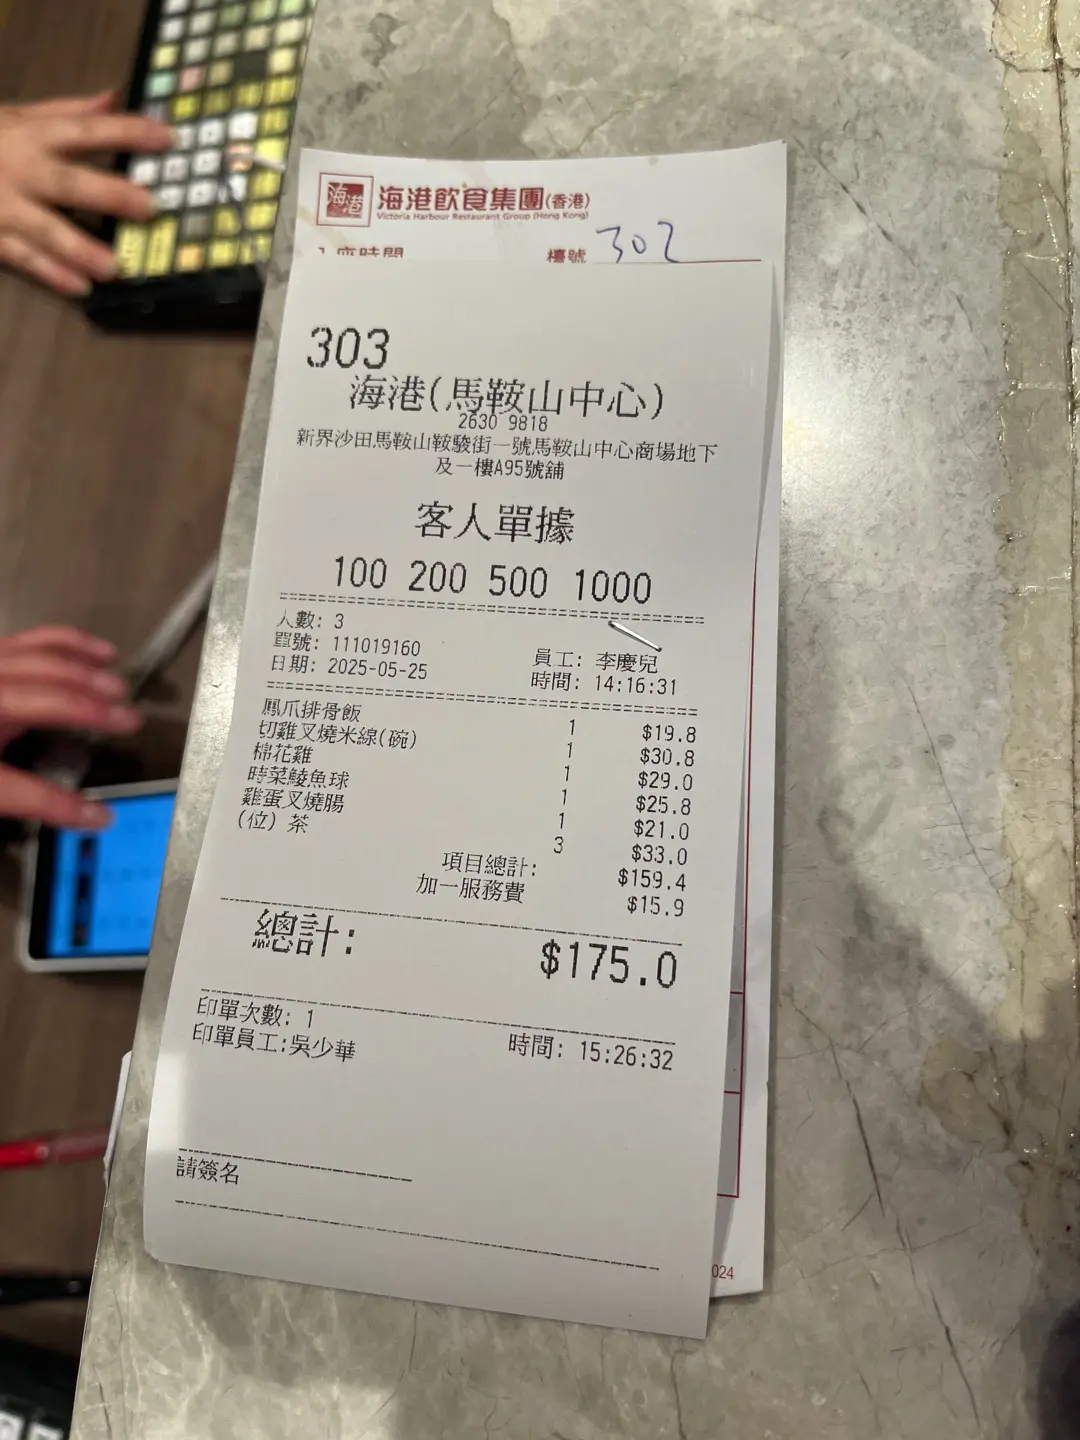 海港
海港飲食集團(香港)
Victoria Harbour Restaurant Group (Hong Kong)
入座時間 檯號 302
303
海港(馬鞍山中心)
2630 9818
新界沙田馬鞍山鞍駿街一號馬鞍山中心商場地下
及一樓A95號舖
客人單據
100 200 500 1000
人數: 3
單號: 111019160 員工: 李慶兒
日期: 2025-05-25 時間: 14:16:31
鳳爪排骨飯 1 $19.8
切雞叉燒米線(碗) 1 $30.8
棉花雞 1 $29.0
時菜鯪魚球 1 $25.8
雞蛋叉燒腸 1 $21.0
(位) 茶 3 $33.0
項目總計: $159.4
加一服務費 $15.9
總計: $175.0
印單次數: 1
印單員工:吳少華 時間: 15:26:32
請簽名
024